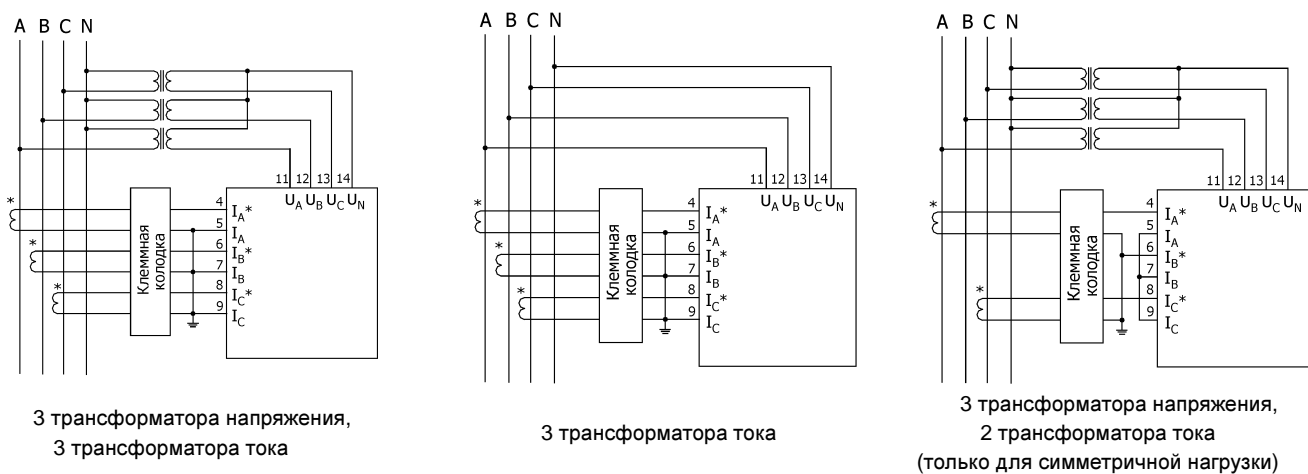 A B C N
11 12 13 14
U_A U_B U_C U_N
Клеммная
колодка
*
*
*
4 I_A*
5 I_A
6 I_B*
7 I_B
8 I_C*
9 I_C
3 трансформатора напряжения,
3 трансформатора тока
A B C N
11 12 13 14
U_A U_B U_C U_N
Клеммная
колодка
*
*
*
4 I_A*
5 I_A
6 I_B*
7 I_B
8 I_C*
9 I_C
3 трансформатора тока
A B C N
11 12 13 14
U_A U_B U_C U_N
Клеммная
колодка
*
*
4 I_A*
5 I_A
6 I_B*
7 I_B
8 I_C*
9 I_C
3 трансформатора напряжения,
2 трансформатора тока
(только для симметричной нагрузки)